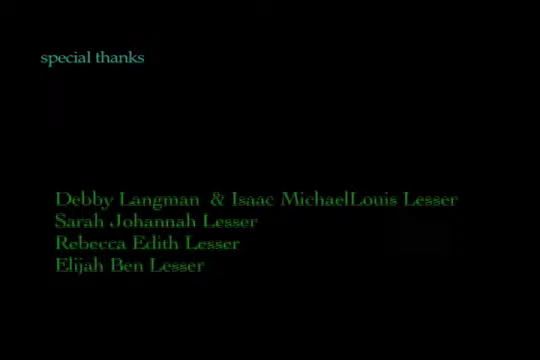 special thanks
Debby Langman & Isaac MichaelLouis Lesser
Sarah Johannah Lesser
Rebecca Edith Lesser
Elijah Ben Lesser